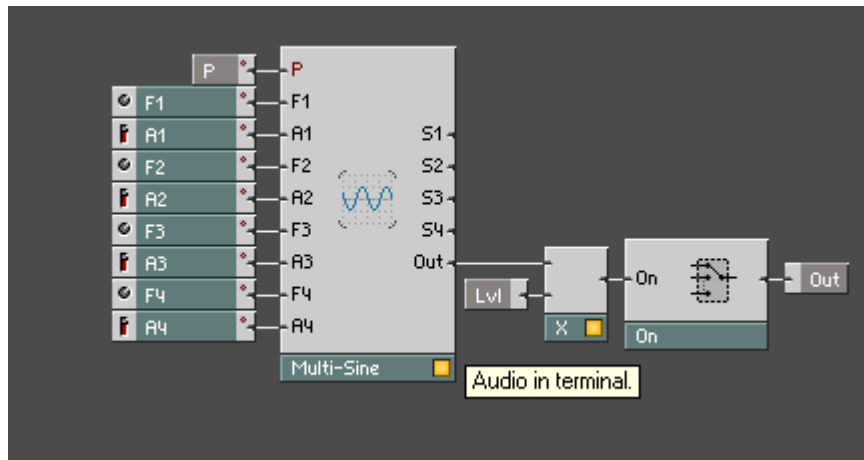 P P
F1 F1
A1 A1 S1
F2 F2 S2
A2 A2 S3
F3 F3 S4
A3 A3 Out On Out
F4 F4 Lvl
A4 A4 X On
Multi-Sine
Audio in terminal.